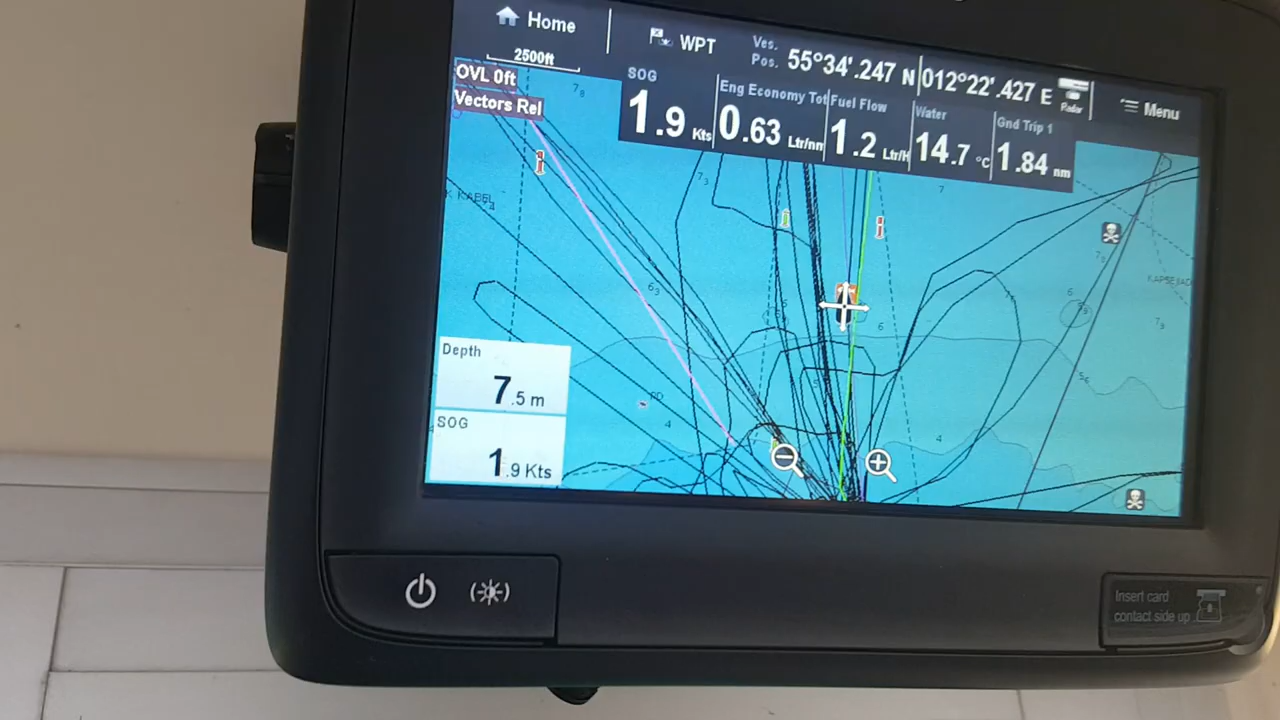 Home
WPT
Ves.
Pos.
55°34'.247 N
012°22'.427 E
Radar
Menu
2500ft
OVL 0ft
Vectors Rel
SOG
1.9 Kts
Eng Economy Tot
0.63 Ltr/nm
Fuel Flow
1.2 Ltr/H
Water
14.7 °C
Gnd Trip 1
1.84 nm
Depth
7.5 m
SOG
1.9 Kts
Insert card
contact side up